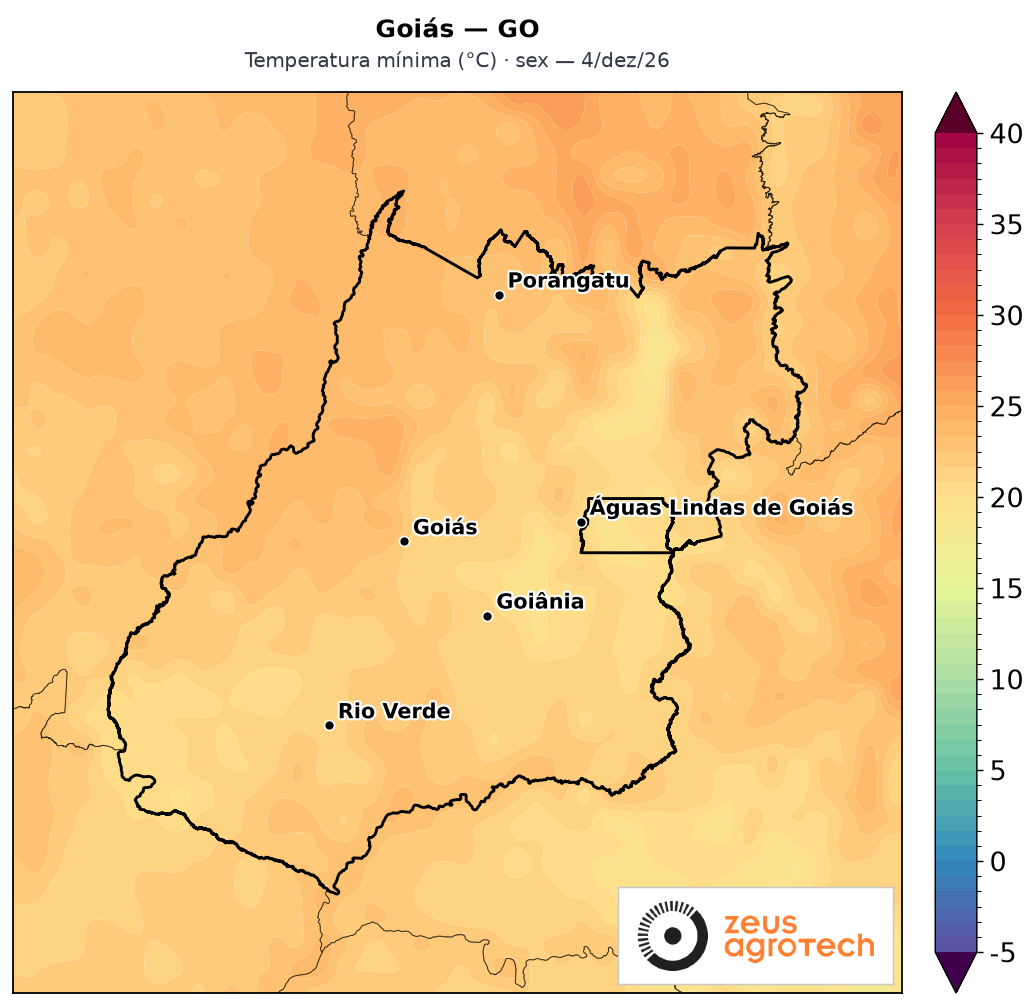 Goiás — GO
Temperatura mínima (°C) · sex — 4/dez/26
40
35
30
25
20
15
10
5
0
-5
Porangatu
Águas Lindas de Goiás
Goiás
Goiânia
Rio Verde
zeus
agrotech